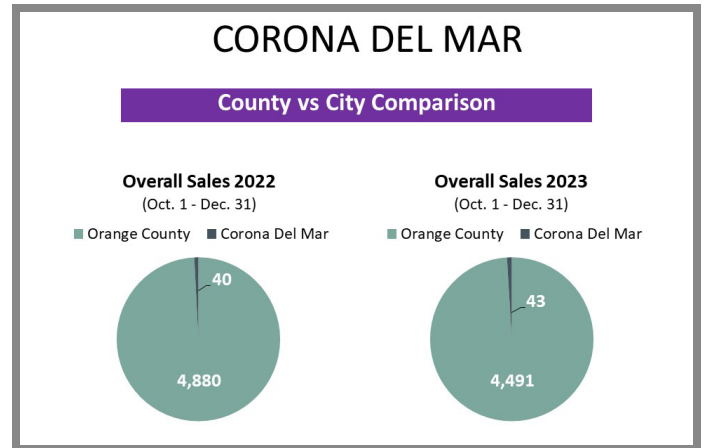 CORONA DEL MAR
County vs City Comparison
Overall Sales 2022
(Oct. 1 - Dec. 31)
Orange County Corona Del Mar
40
4,880
Overall Sales 2023
(Oct. 1 - Dec. 31)
Orange County Corona Del Mar
43
4,491